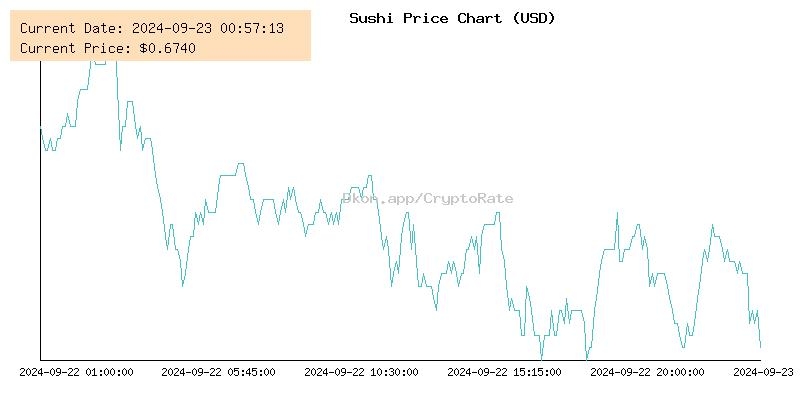 Sushi Price Chart (USD)
Current Date: 2024-09-23 00:57:13
Current Price: $0.6740
Dkon.app/CryptoRate
2024-09-22 01:00:00 2024-09-22 05:45:00 2024-09-22 10:30:00 2024-09-22 15:15:00 2024-09-22 20:00:00 2024-09-23